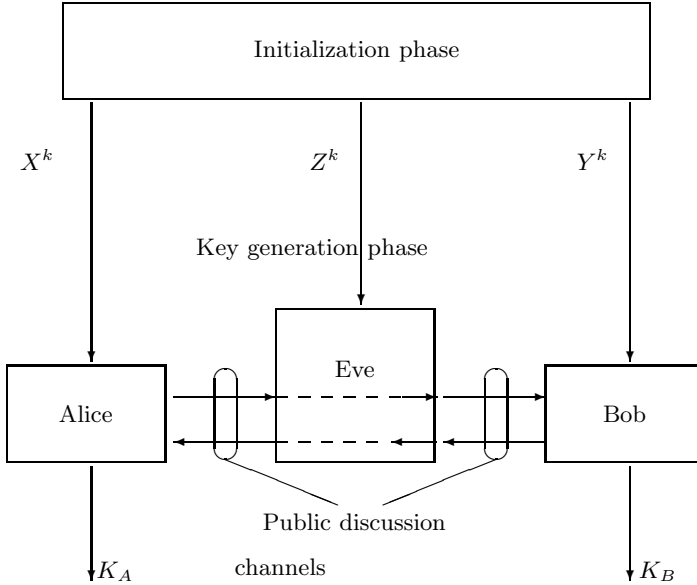 Initialization phase
X^k
Z^k
Y^k
Key generation phase
Eve
Alice
Bob
Public discussion
channels
K_A
K_B